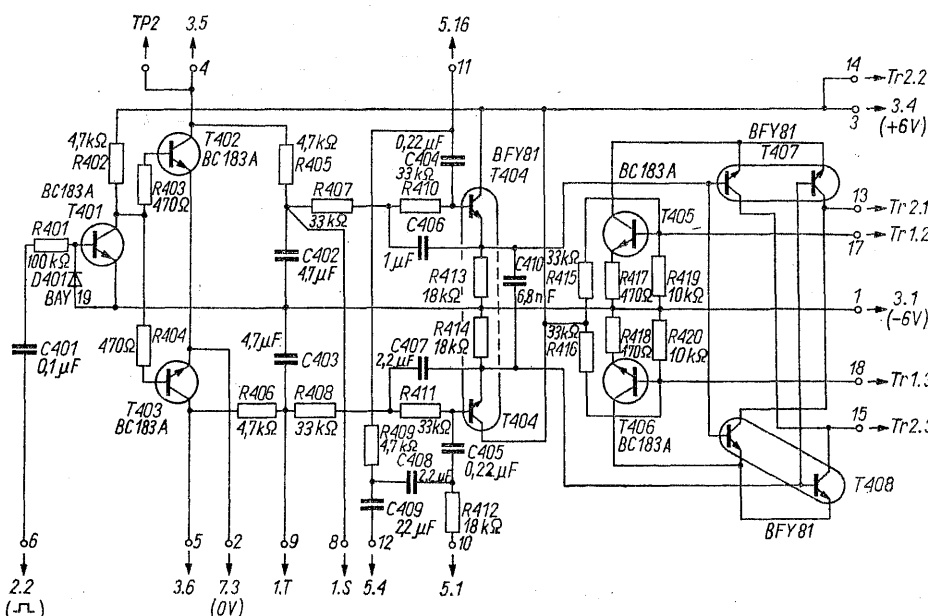 TP2
3.5
4
5.16
11
14
Tr2.2
3
3.4
(+6V)
4,7kΩ
R402
T402
BC183A
4,7kΩ
R405
0,22µF
C404
33kΩ
R410
BFY81
T404
BFY81
T407
BC183A
T401
R403
470Ω
R407
33kΩ
C406
1µF
BC183A
T405
13
Tr2.1
17
Tr1.2
R401
100kΩ
D401
BAY 19
C402
4,7µF
R413
18kΩ
C410
6,8nF
33kΩ
R415
R417
470Ω
R419
10kΩ
1
3.1
(-6V)
C401
0,1µF
470Ω
R404
4,7µF
C403
C407
2,2µF
R414
18kΩ
33kΩ
R416
R418
470Ω
R420
10kΩ
18
Tr1.3
T403
BC183A
R406
4,7kΩ
R408
33kΩ
R411
33kΩ
T404
T406
BC183A
15
Tr2.3
R409
4,7kΩ
C408
2,2µF
C405
0,22µF
C409
22µF
R412
18kΩ
T408
BFY81
6
5
2
9
8
12
10
2.2
3.6
7.3
(0V)
1.T
1.S
5.4
5.1